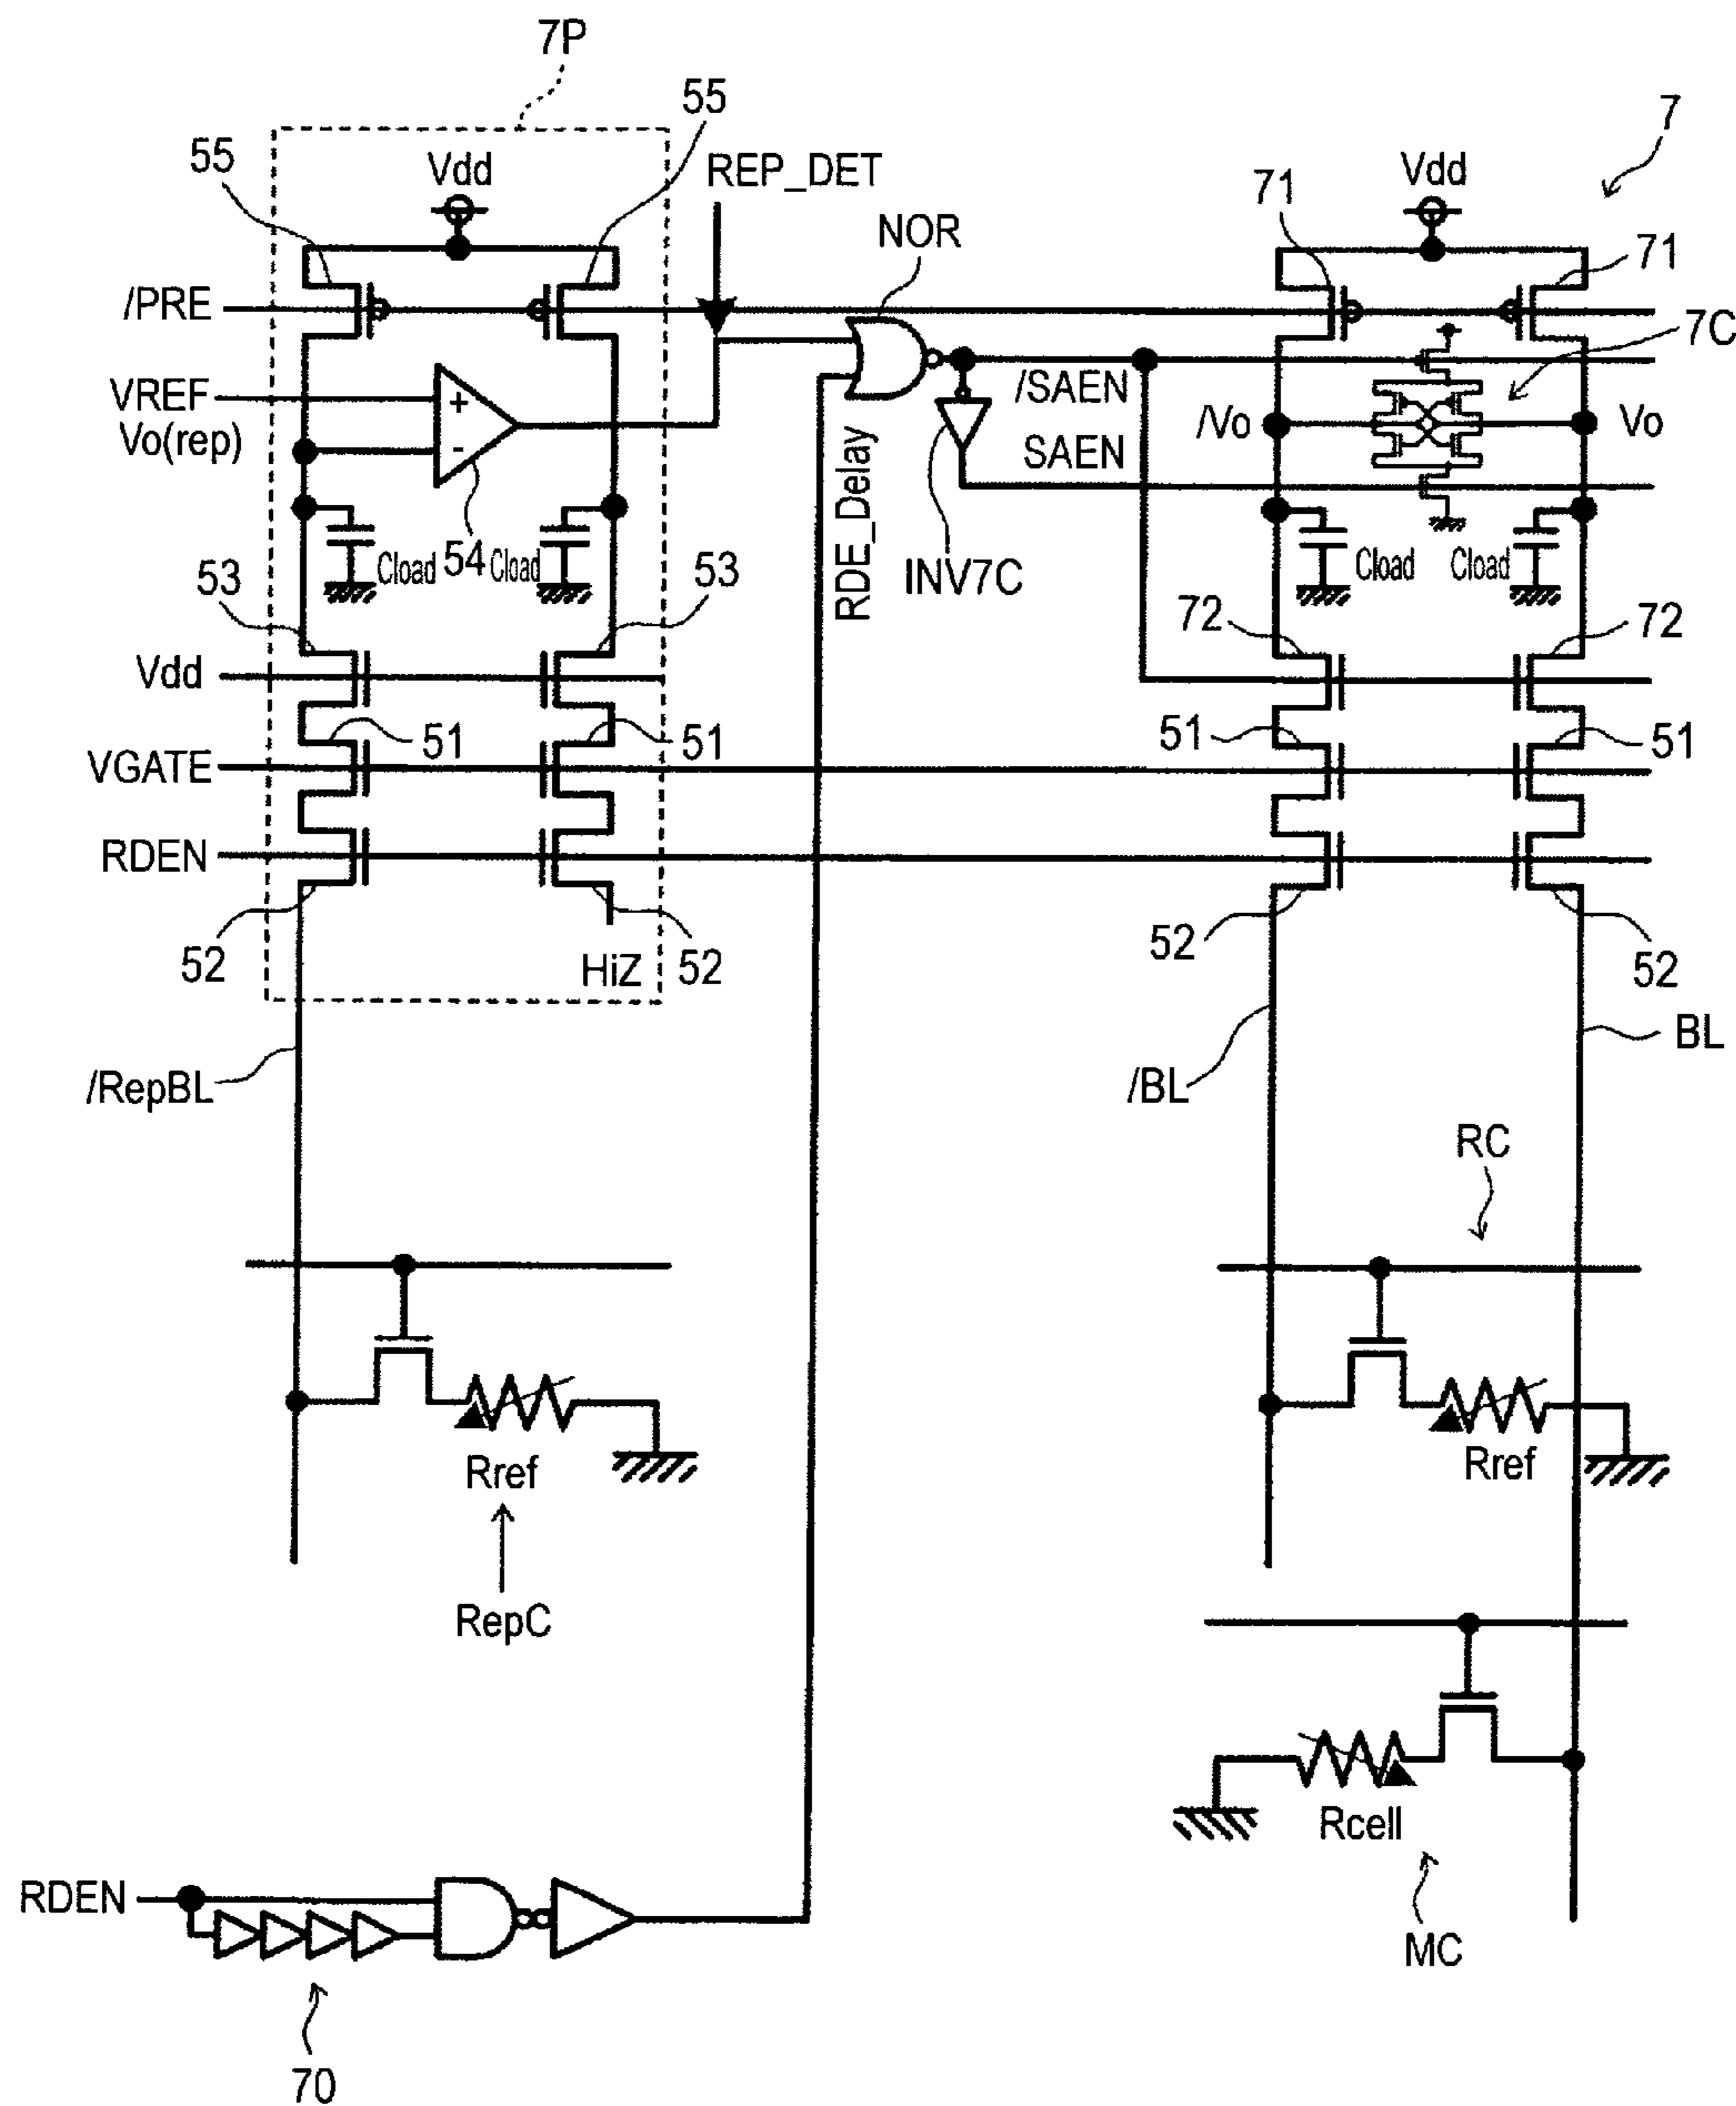 7P
55
7
55
Vdd
REP_DET
71
Vdd
NOR
71
/PRE
7C
VREF
+
/SAEN
Vo(rep)
-
/Vo
Vo
SAEN
RDE_Delay
Cload
54
Cload
INV7C
Cload
Cload
53
53
72
72
Vdd
51
51
51
51
VGATE
RDEN
52
52
52
52
HiZ
BL
/RepBL
/BL
RC
Rref
Rref
RepC
Rcell
RDEN
MC
70